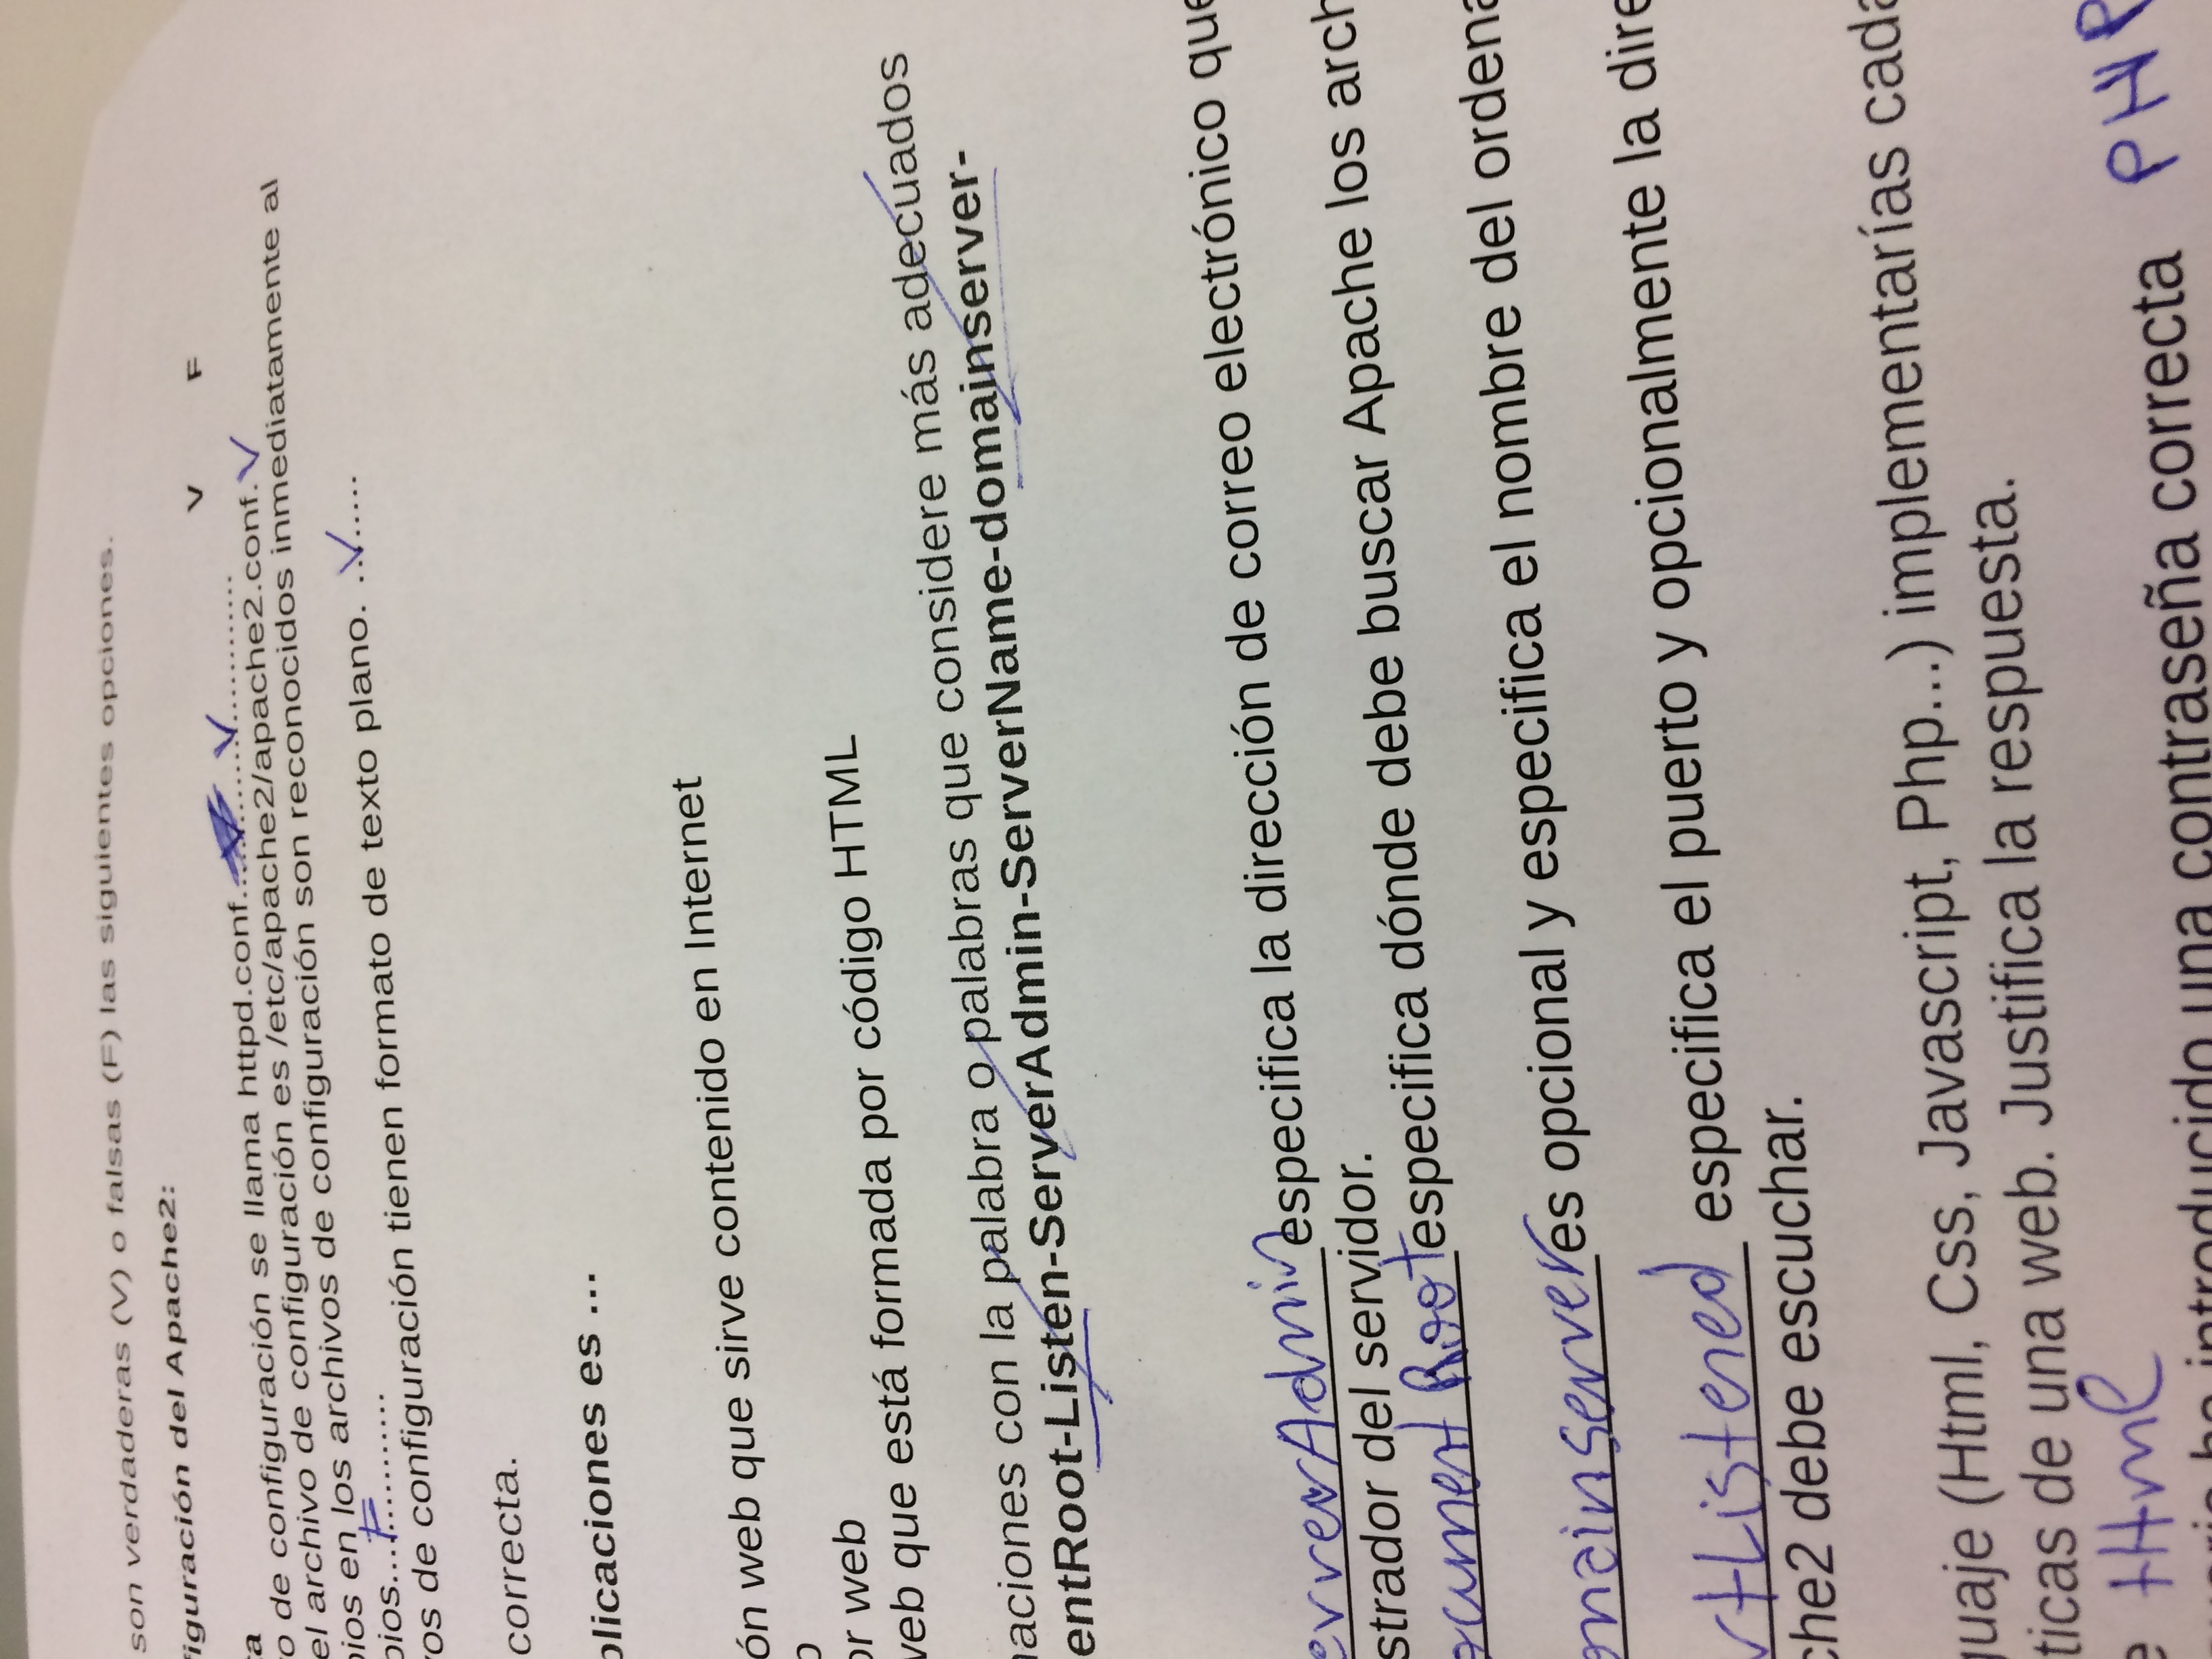 son verdaderas (V) o falsas (F) las siguientes opciones.
figuración del Apache2:
V F
ta
o de configuración se llama httpd.conf.............................. V
el archivo de configuración es /etc/apache2/apache2.conf. V
bios en los archivos de configuración son reconocidos inmediatamente al
bios....F...........
vos de configuración tienen formato de texto plano. ...V.....
correcta.
plicaciones es ...
ón web que sirve contenido en Internet
o
or web
web que está formada por código HTML
naciones con la palabra o palabras que considere más adecuados
entRoot-Listen-ServerAdmin-ServerName-domainserver-
erverAdmin especifica la dirección de correo electrónico que
strador del servidor.
ocument Root especifica dónde debe buscar Apache los arch
omainserver es opcional y especifica el nombre del ordena
rtListened especifica el puerto y opcionalmente la dire
che2 debe escuchar.
guaje (Html, Css, Javascript, Php...) implementarías cada
ticas de una web. Justifica la respuesta.
e Html
uario ha introducido una contraseña correcta PHP